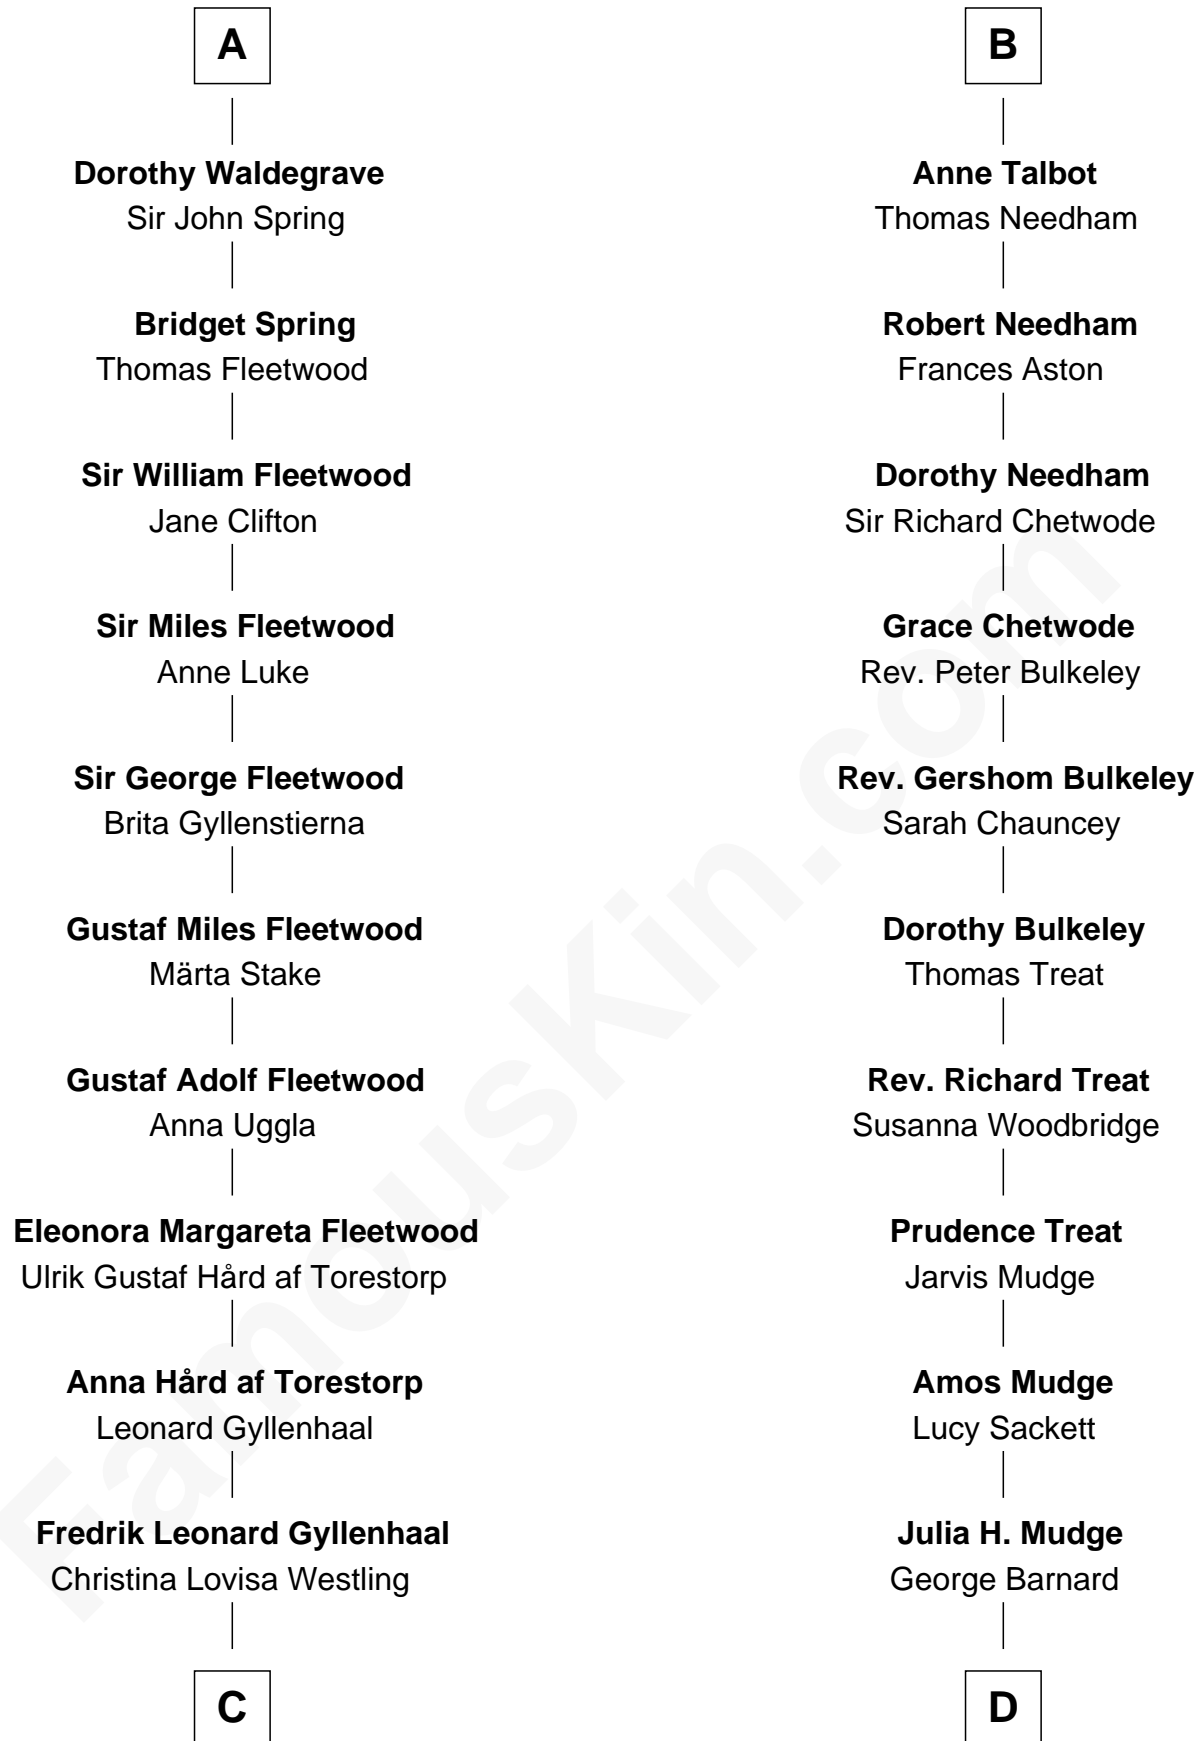 A
Dorothy Waldegrave
Sir John Spring
Bridget Spring
Thomas Fleetwood
Sir William Fleetwood
Jane Clifton
Sir Miles Fleetwood
Anne Luke
Sir George Fleetwood
Brita Gyllenstierna
Gustaf Miles Fleetwood
Märta Stake
Gustaf Adolf Fleetwood
Anna Uggla
Eleonora Margareta Fleetwood
Ulrik Gustaf Hård af Torestorp
Anna Hård af Torestorp
Leonard Gyllenhaal
Fredrik Leonard Gyllenhaal
Christina Lovisa Westling
C
B
Anne Talbot
Thomas Needham
Robert Needham
Frances Aston
Dorothy Needham
Sir Richard Chetwode
Grace Chetwode
Rev. Peter Bulkeley
Rev. Gershom Bulkeley
Sarah Chauncey
Dorothy Bulkeley
Thomas Treat
Rev. Richard Treat
Susanna Woodbridge
Prudence Treat
Jarvis Mudge
Amos Mudge
Lucy Sackett
Julia H. Mudge
George Barnard
D
FamousKin.com